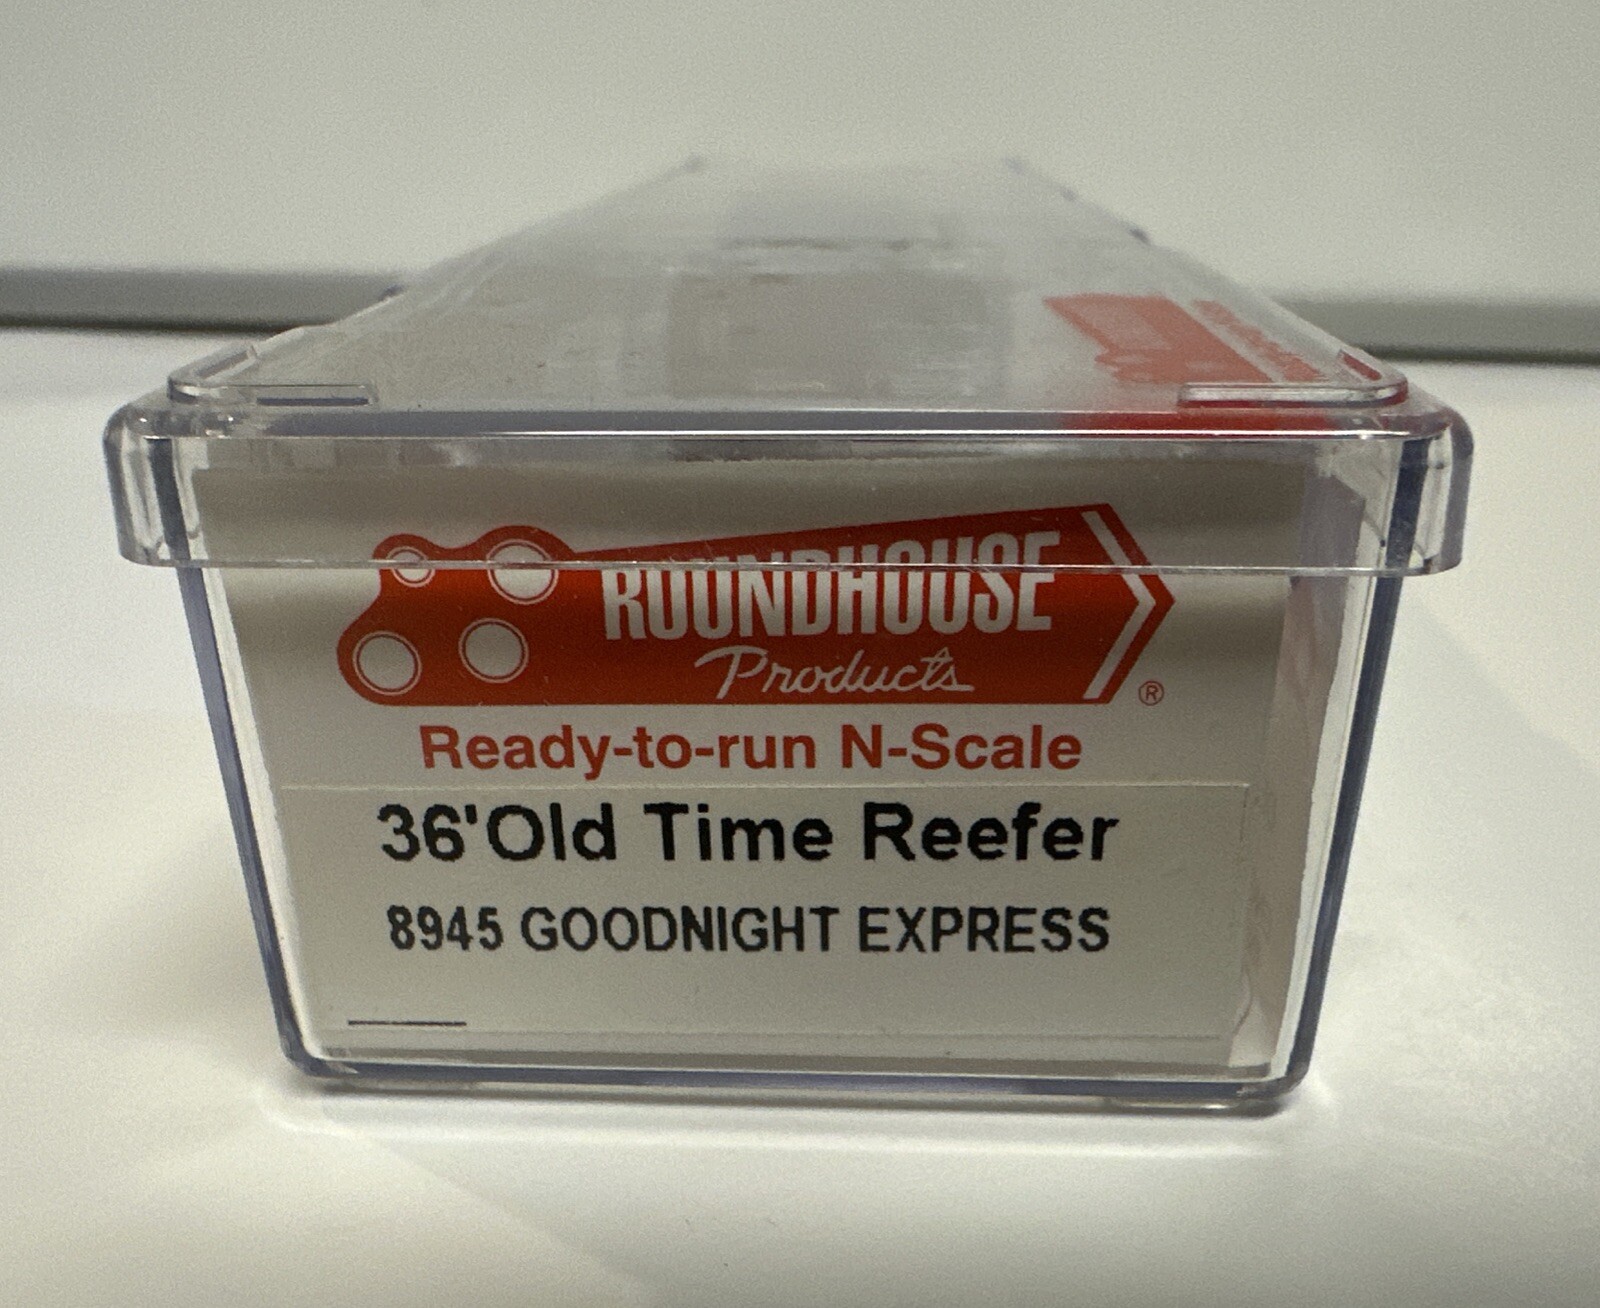 ROUNDHOUSE
Products ®
Ready-to-run N-Scale
36'Old Time Reefer
8945 GOODNIGHT EXPRESS